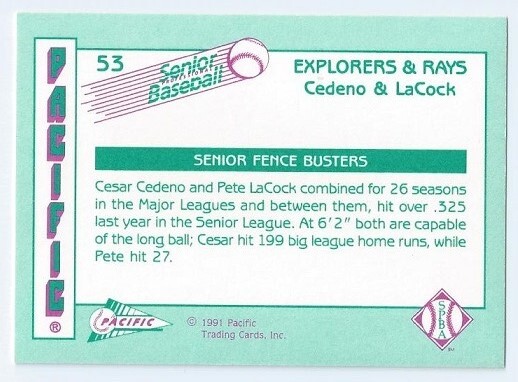 PACIFIC®
53
Senior
Professional
Baseball
EXPLORERS & RAYS
Cedeno & LaCock
SENIOR FENCE BUSTERS
Cesar Cedeno and Pete LaCock combined for 26 seasons
in the Major Leagues and between them, hit over .325
last year in the Senior League. At 6'2" both are capable
of the long ball; Cesar hit 199 big league home runs, while
Pete hit 27.
PACIFIC
© 1991 Pacific
Trading Cards, Inc.
SPBA